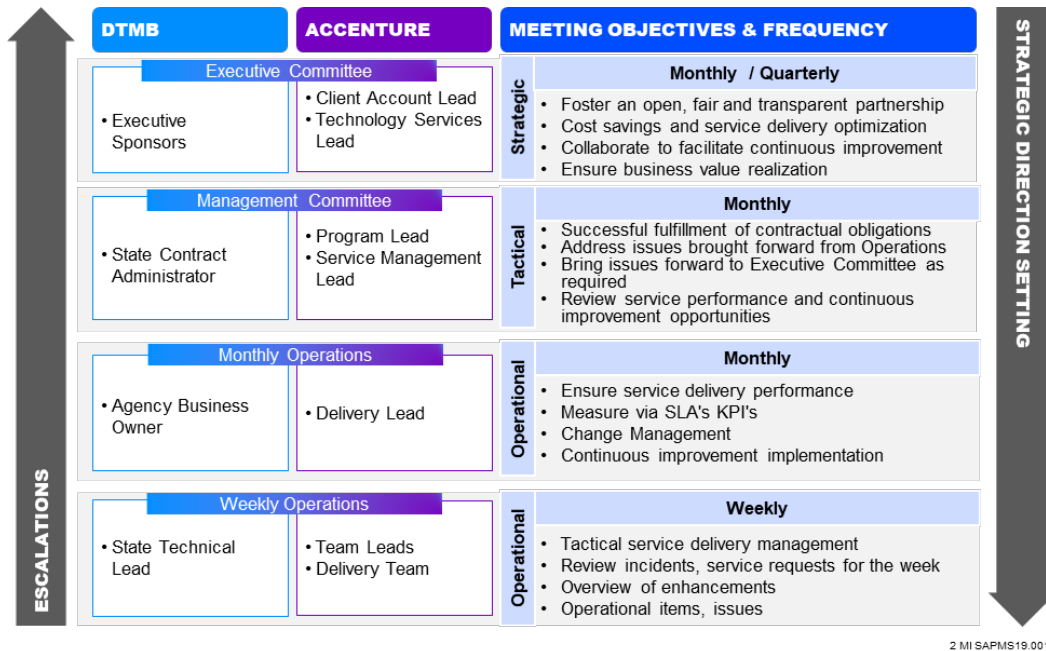 DTMB
ACCENTURE
MEETING OBJECTIVES & FREQUENCY
ESCALATIONS
STRATEGIC DIRECTION SETTING
Executive Committee
• Executive
Sponsors
• Client Account Lead
• Technology Services
Lead
Strategic
Monthly / Quarterly
• Foster an open, fair and transparent partnership
• Cost savings and service delivery optimization
• Collaborate to facilitate continuous improvement
• Ensure business value realization
Management Committee
• State Contract
Administrator
• Program Lead
• Service Management
Lead
Tactical
Monthly
• Successful fulfillment of contractual obligations
• Address issues brought forward from Operations
• Bring issues forward to Executive Committee as
required
• Review service performance and continuous
improvement opportunities
Monthly Operations
• Agency Business
Owner
• Delivery Lead
Operational
Monthly
• Ensure service delivery performance
• Measure via SLA's KPI's
• Change Management
• Continuous improvement implementation
Weekly Operations
• State Technical
Lead
• Team Leads
• Delivery Team
Operational
Weekly
• Tactical service delivery management
• Review incidents, service requests for the week
• Overview of enhancements
• Operational items, issues
2 MI SAPMS19.001